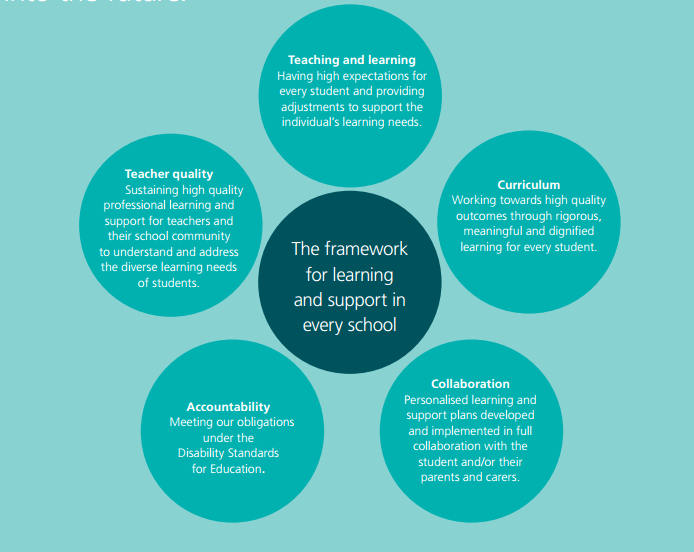 into the future.
Teaching and learning
Having high expectations for
every student and providing
adjustments to support the
individual's learning needs.
Curriculum
Working towards high quality
outcomes through rigorous,
meaningful and dignified
learning for every student.
Collaboration
Personalised learning and
support plans developed
and implemented in full
collaboration with the
student and/or their
parents and carers.
Accountability
Meeting our obligations
under the
Disability Standards
for Education.
Teacher quality
Sustaining high quality
professional learning and
support for teachers and
their school community
to understand and address
the diverse learning needs
of students.
The framework
for learning
and support in
every school